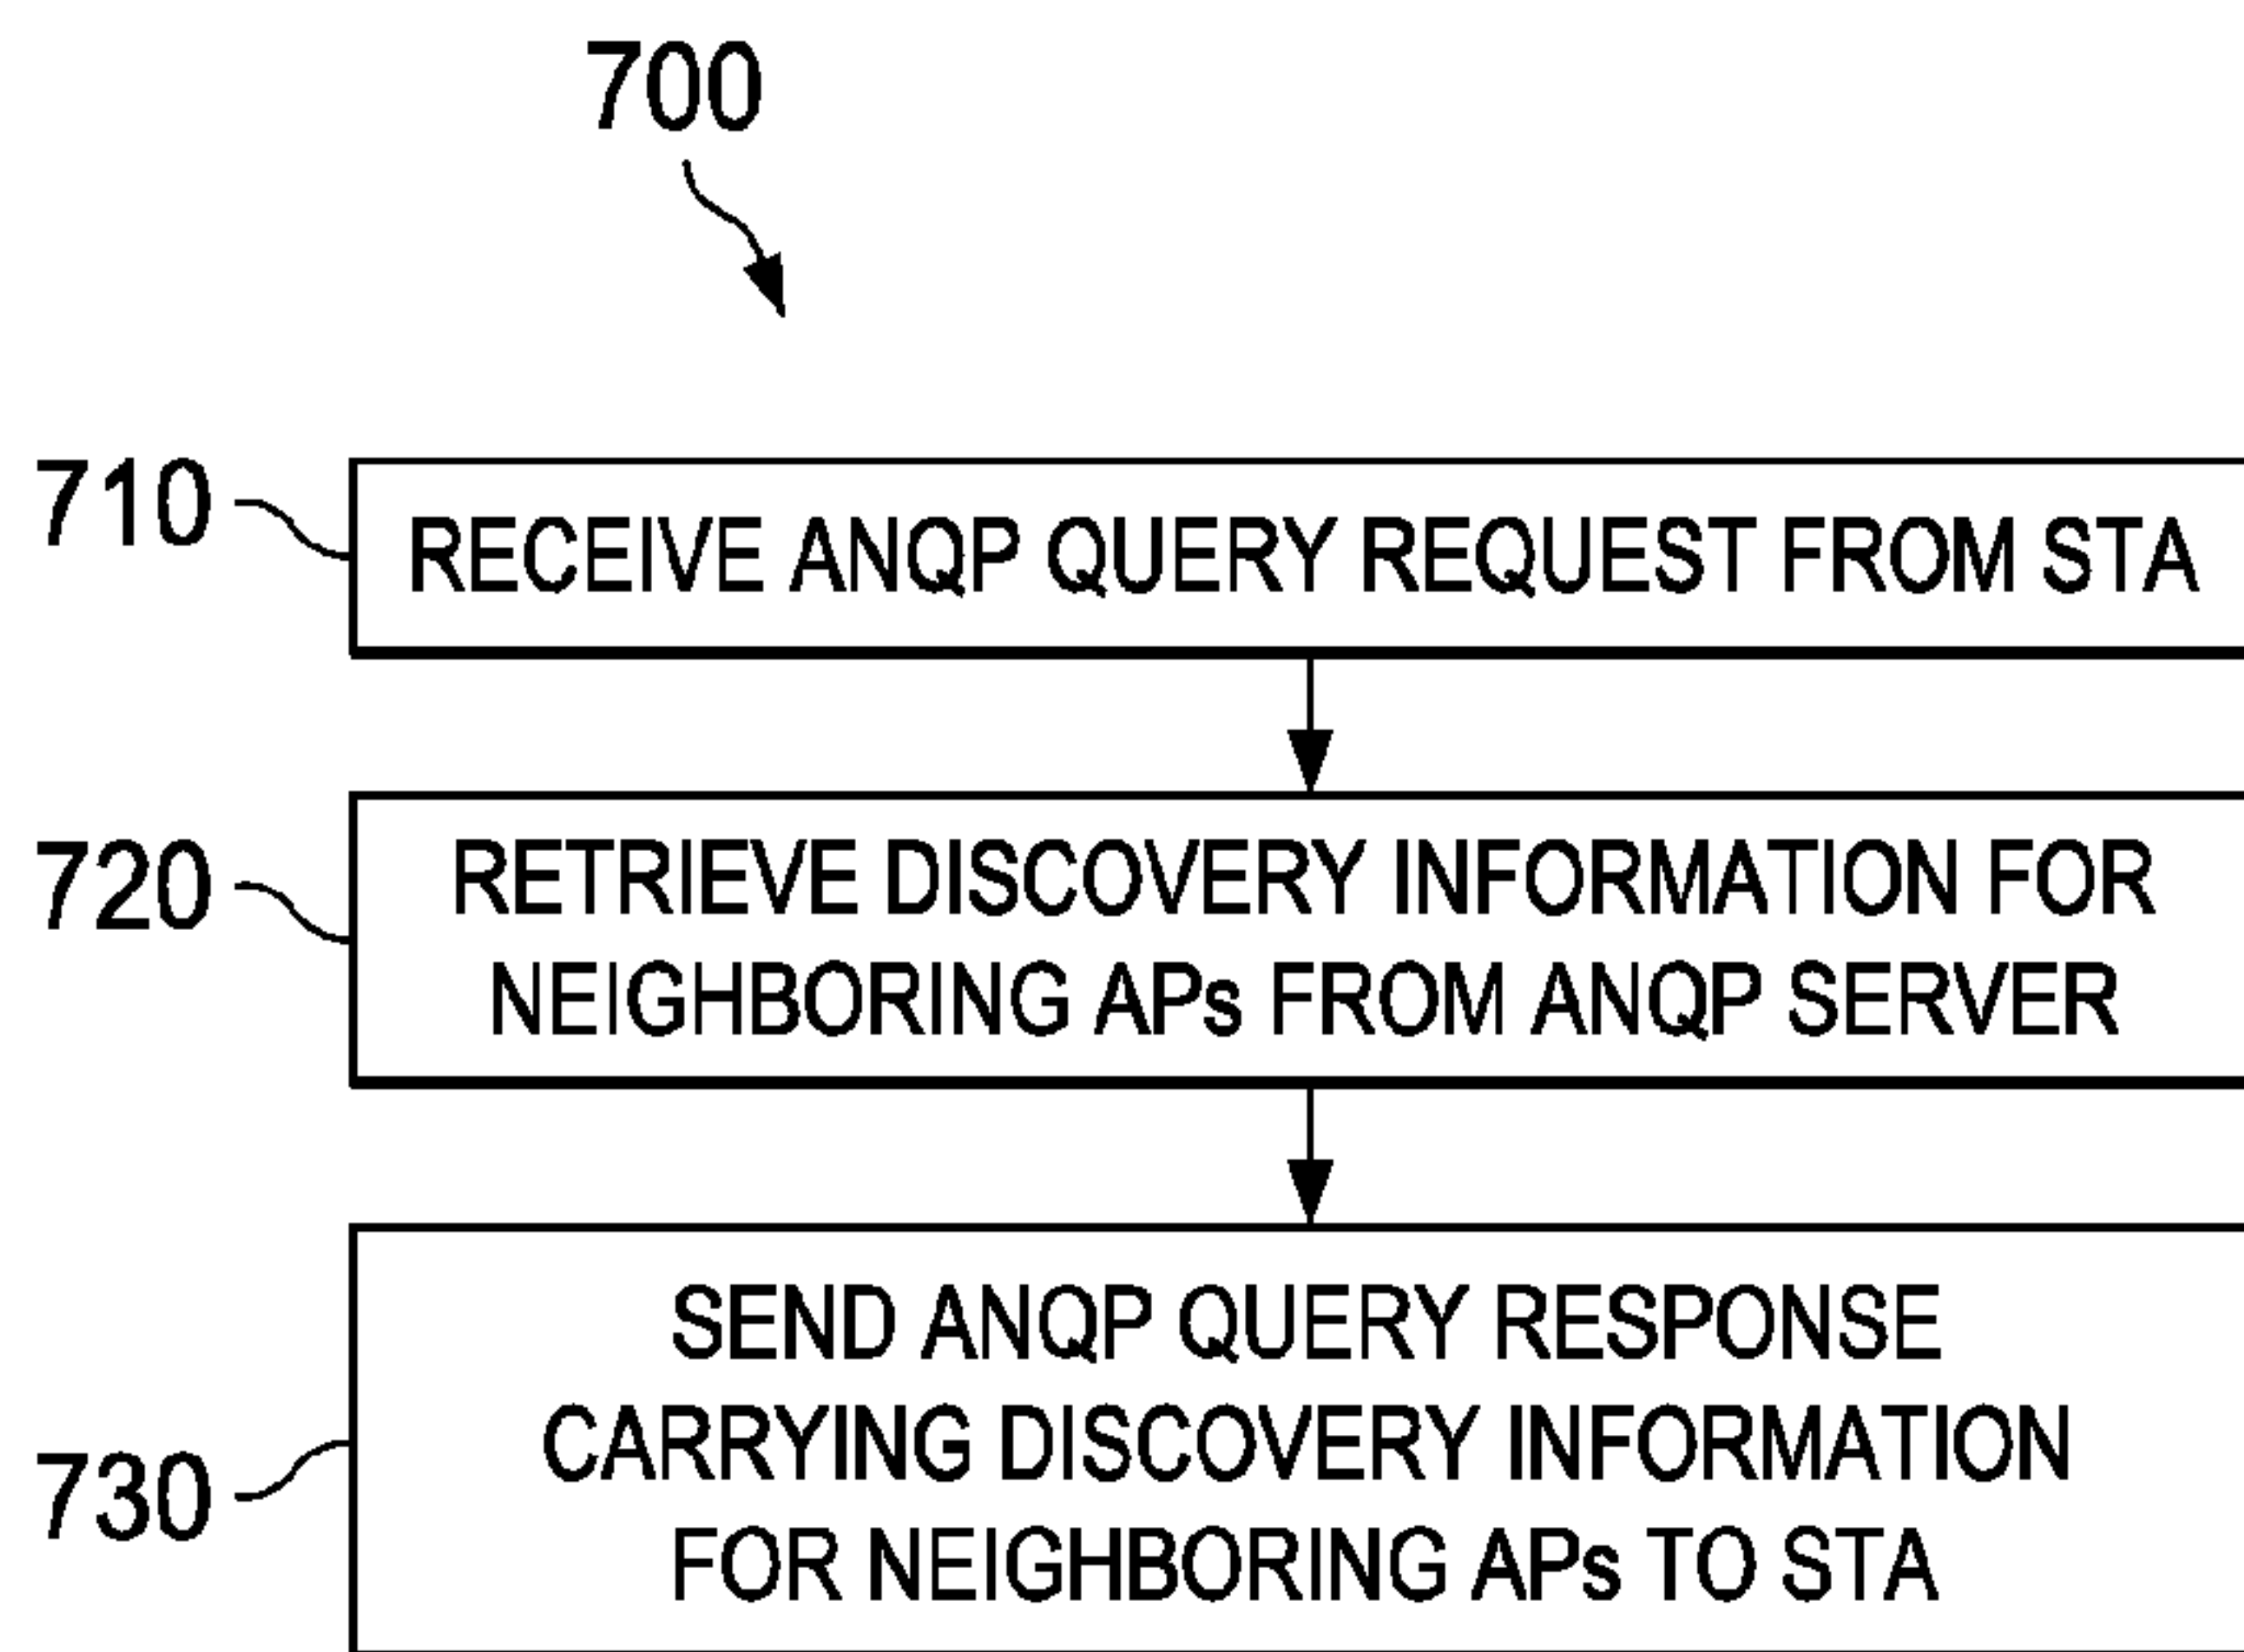 700
710
RECEIVE ANQP QUERY REQUEST FROM STA
720
RETRIEVE DISCOVERY INFORMATION FOR
NEIGHBORING APs FROM ANQP SERVER
730
SEND ANQP QUERY RESPONSE
CARRYING DISCOVERY INFORMATION
FOR NEIGHBORING APs TO STA